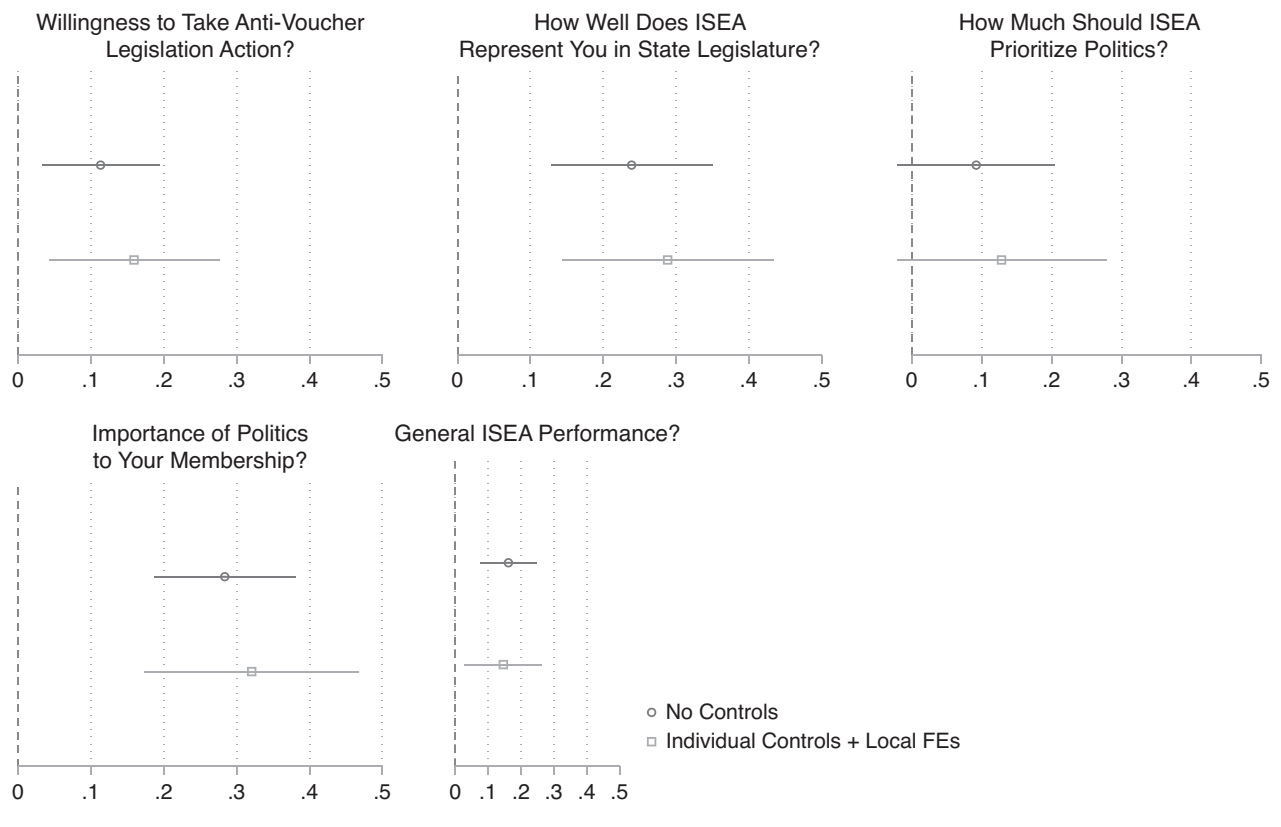 Willingness to Take Anti-Voucher
Legislation Action?
0 .1 .2 .3 .4 .5
How Well Does ISEA
Represent You in State Legislature?
0 .1 .2 .3 .4 .5
How Much Should ISEA
Prioritize Politics?
0 .1 .2 .3 .4 .5
Importance of Politics
to Your Membership?
0 .1 .2 .3 .4 .5
General ISEA Performance?
0 .1 .2 .3 .4 .5
No Controls
Individual Controls + Local FEs